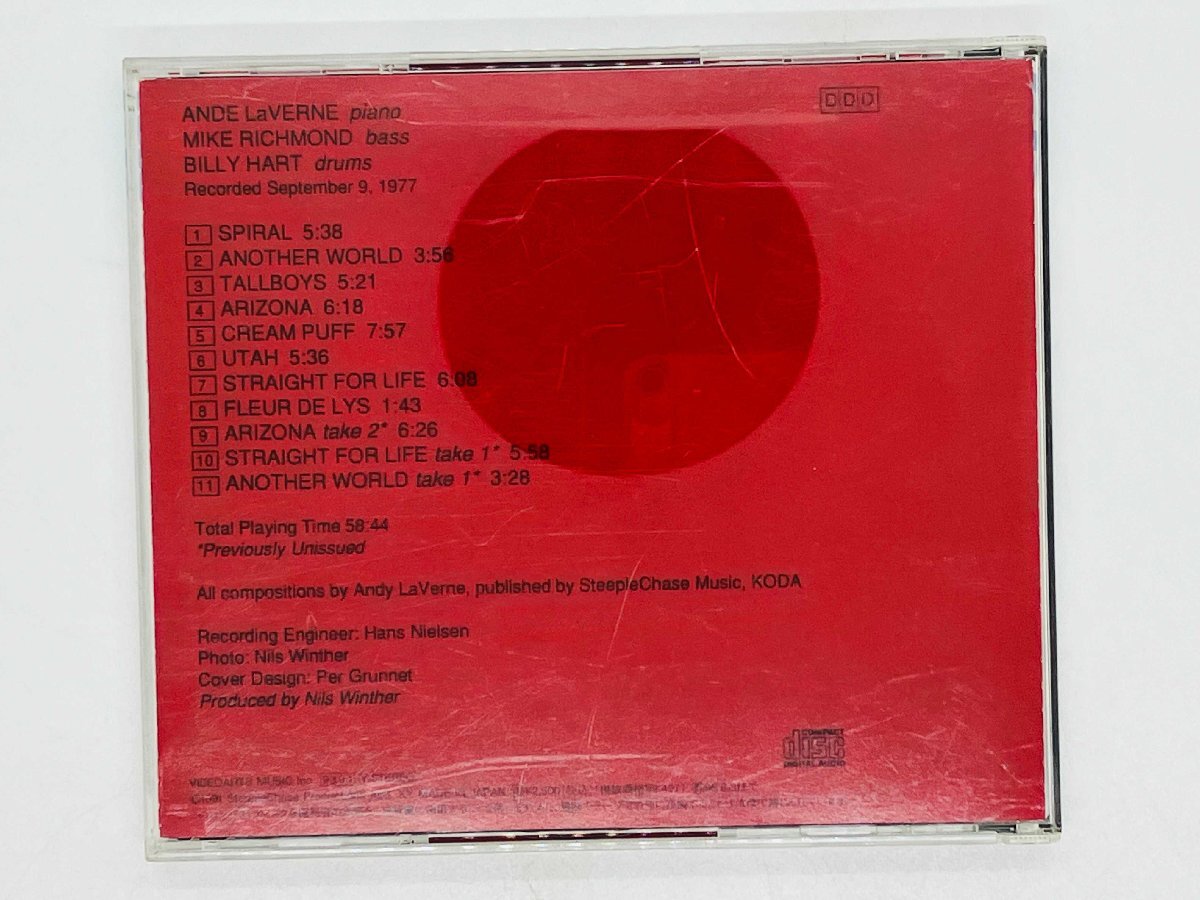 ANDE LaVERNE piano
DDD
MIKE RICHMOND bass
BILLY HART drums
Recorded September 9, 1977
1 SPIRAL 5:38
2 ANOTHER WORLD 3:56
3 TALLBOYS 5:21
4 ARIZONA 6:18
5 CREAM PUFF 7:57
6 UTAH 5:36
7 STRAIGHT FOR LIFE 6:08
8 FLEUR DE LYS 1:43
9 ARIZONA take 2* 6:26
10 STRAIGHT FOR LIFE take 1* 5:58
11 ANOTHER WORLD take 1* 3:28
Total Playing Time 58:44
*Previously Unissued
All compositions by Andy LaVerne, published by SteepleChase Music, KODA
Recording Engineer: Hans Nielsen
Photo: Nils Winther
Cover Design: Per Grunnet
Produced by Nils Winther
COMPACT
disc
DIGITAL AUDIO
VIDEOARTS MUSIC Inc.